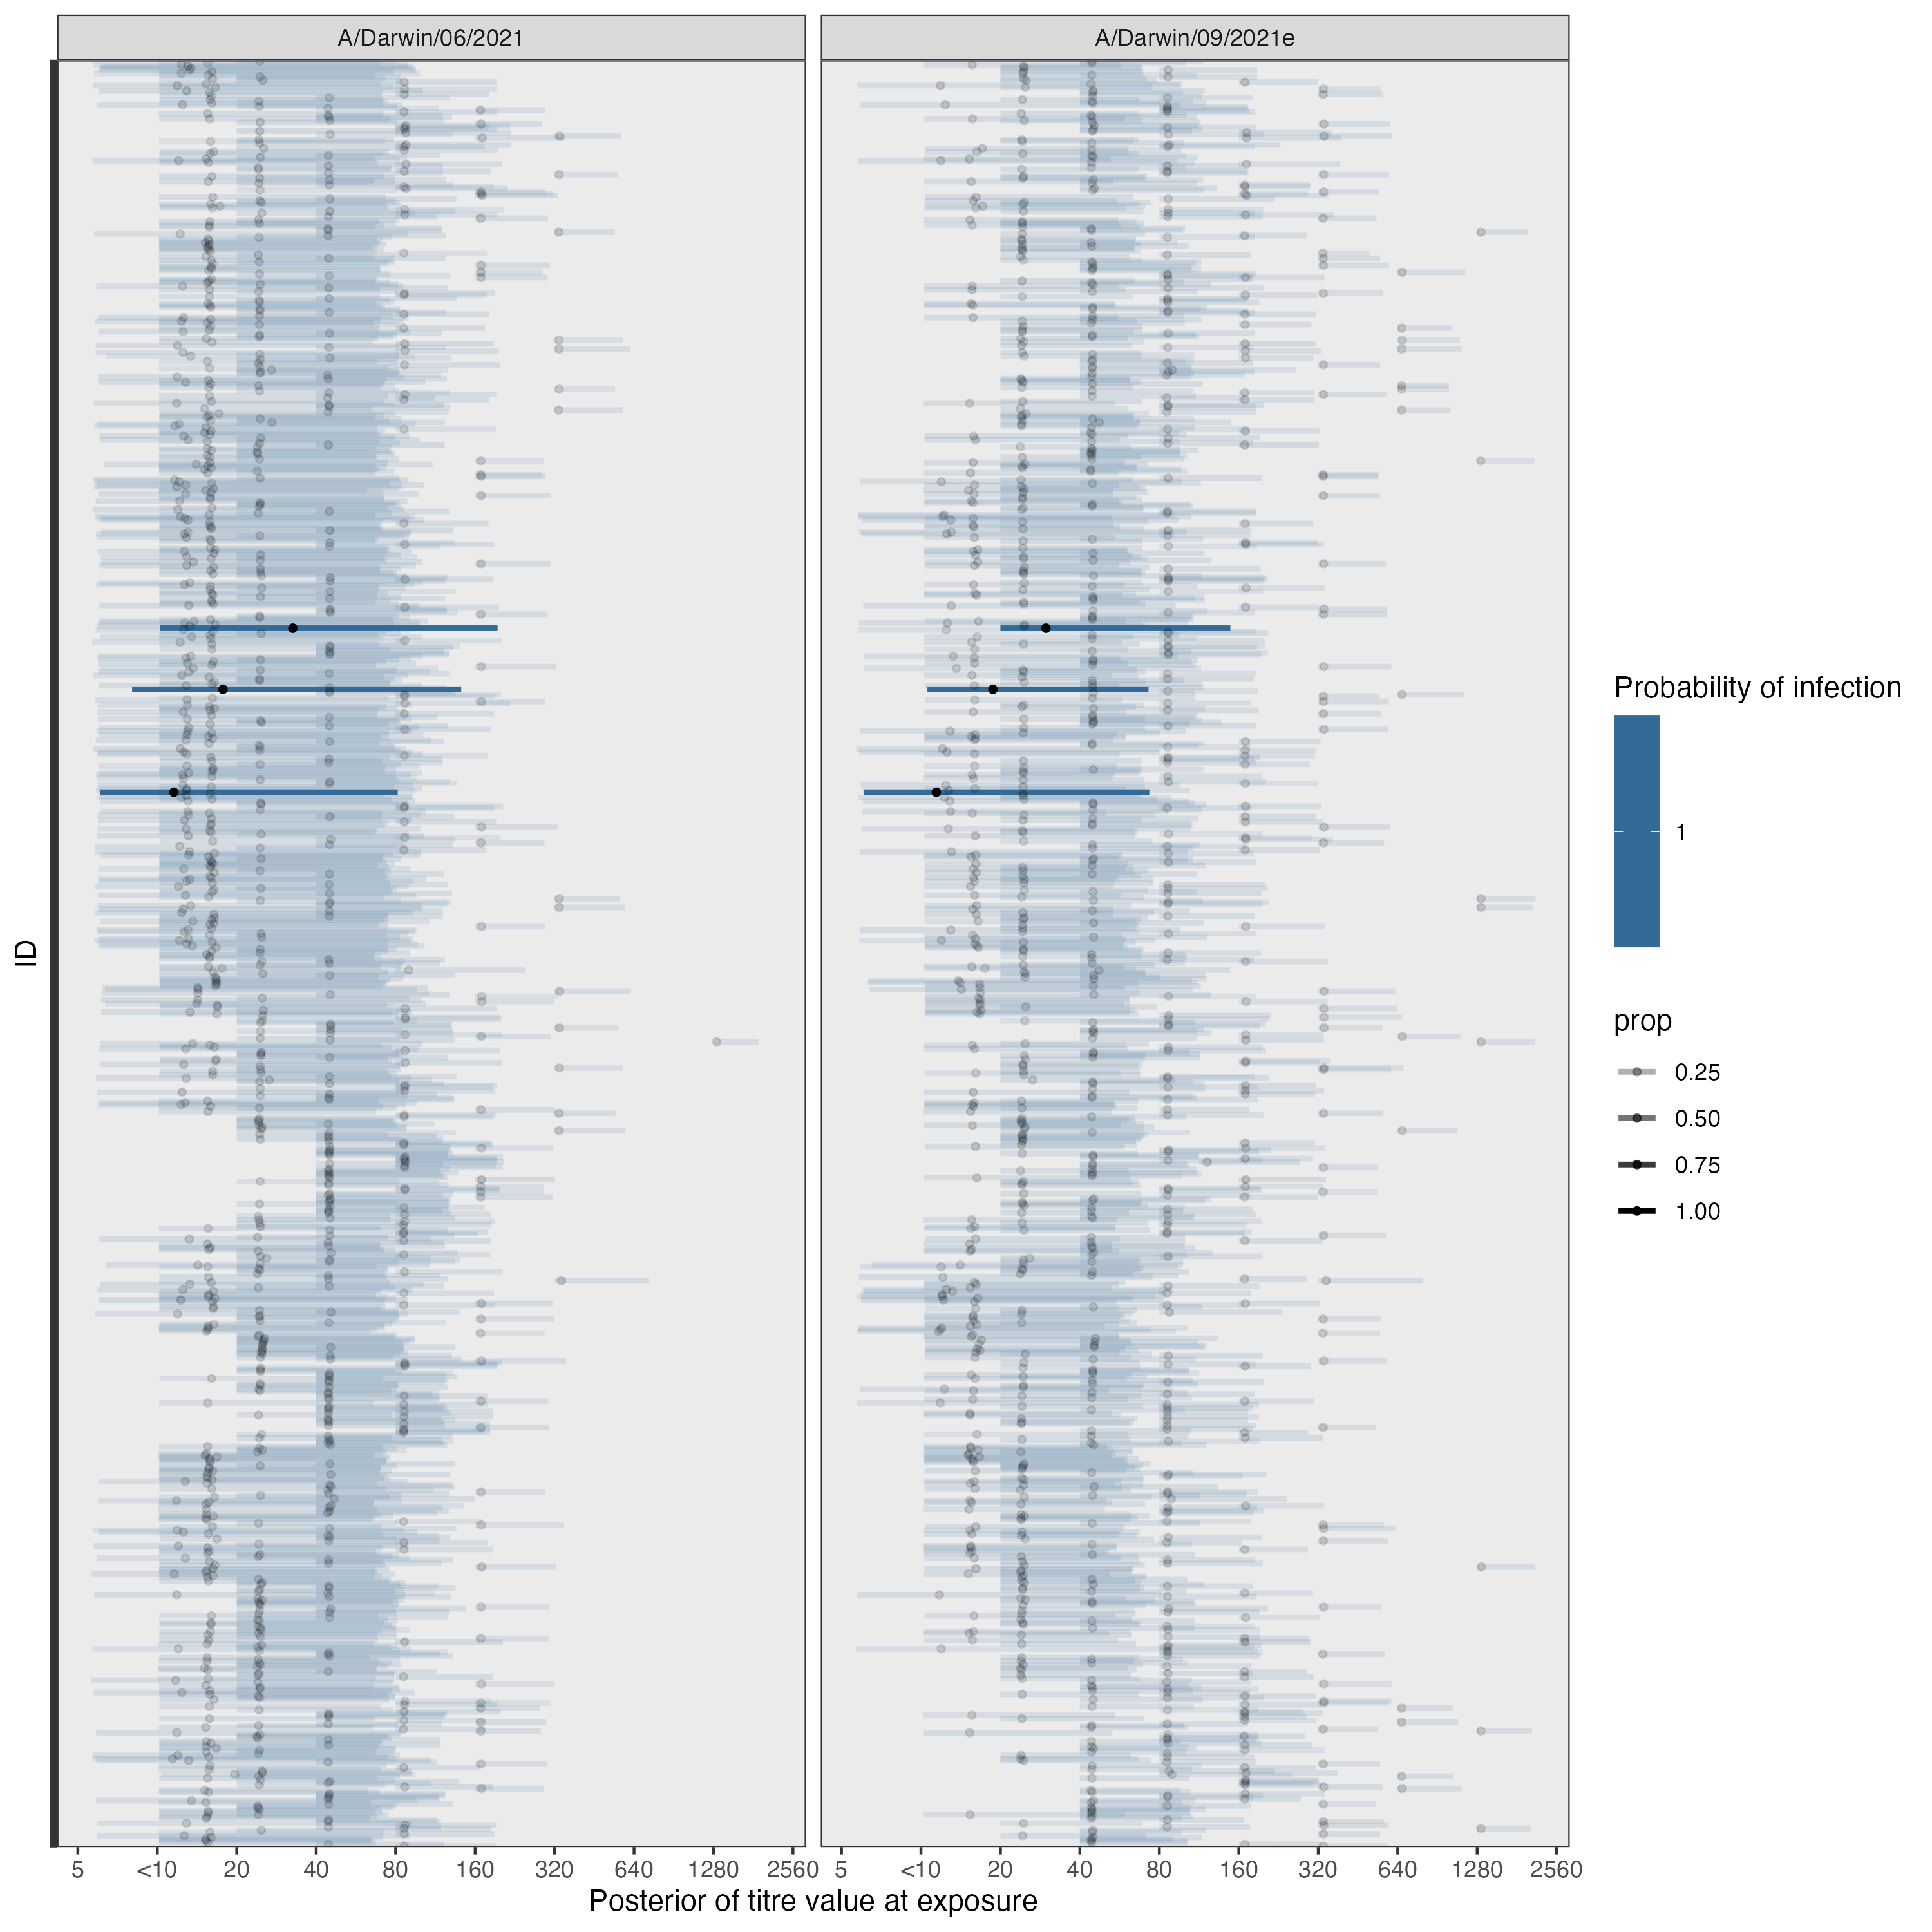 A/Darwin/06/2021
A/Darwin/09/2021e
ID
5 <10 20 40 80 160 320 640 1280 2560
5 <10 20 40 80 160 320 640 1280 2560
Posterior of titre value at exposure
Probability of infection
1
prop
0.25
0.50
0.75
1.00